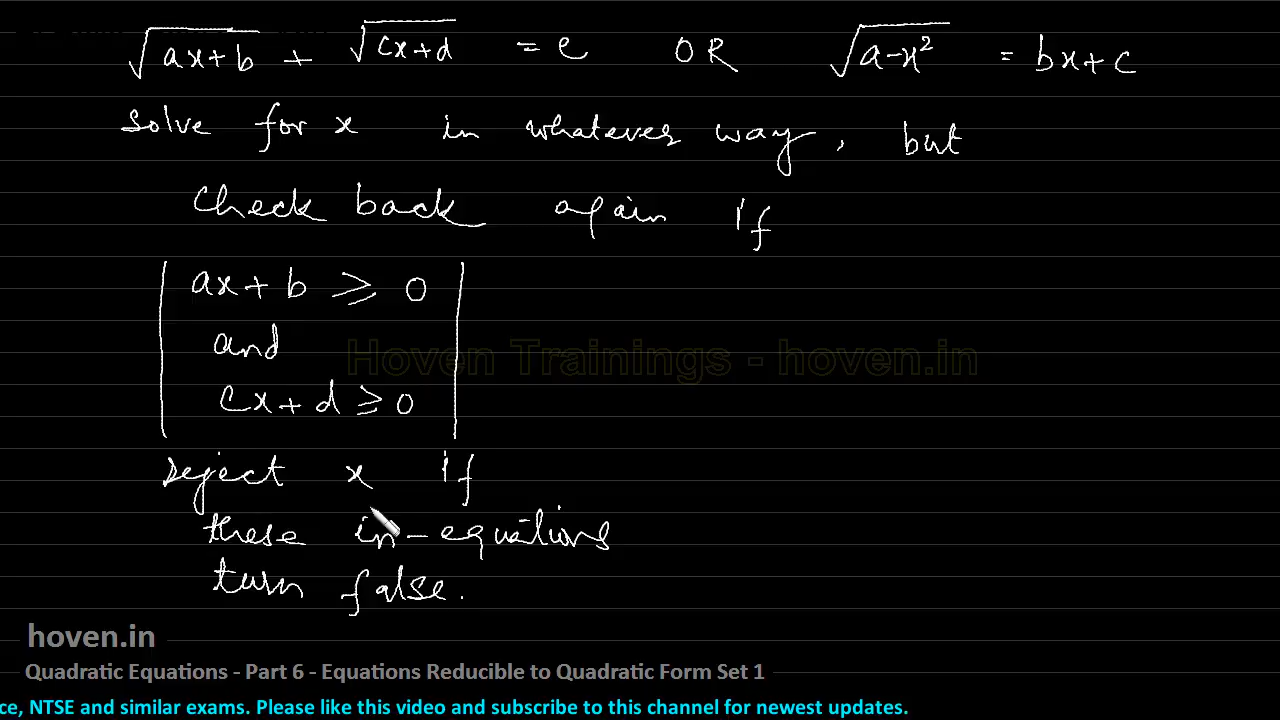 √ax+b + √cx+d = e OR √a-x² = bx+c
solve for x in whatever way, but
check back again if
ax+b ⩾ 0
and
Hoven Trainings - hoven.in
cx+d ⩾ 0
reject x if
these in-equations
turn false.
hoven.in
Quadratic Equations - Part 6 - Equations Reducible to Quadratic Form Set 1
ce, NTSE and similar exams. Please like this video and subscribe to this channel for newest updates.